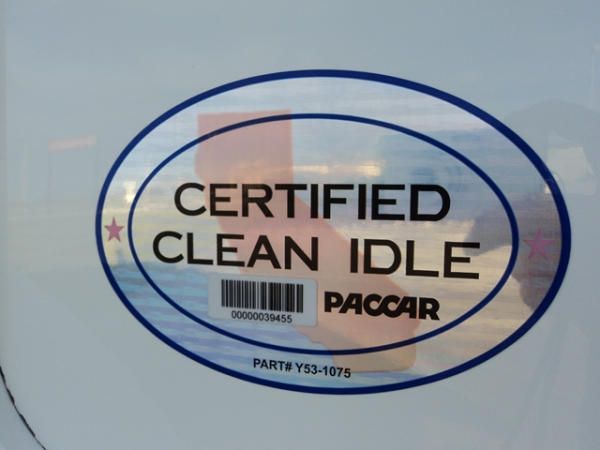 CERTIFIED
CLEAN IDLE
00000039455
PACCAR
PART# Y53-1075